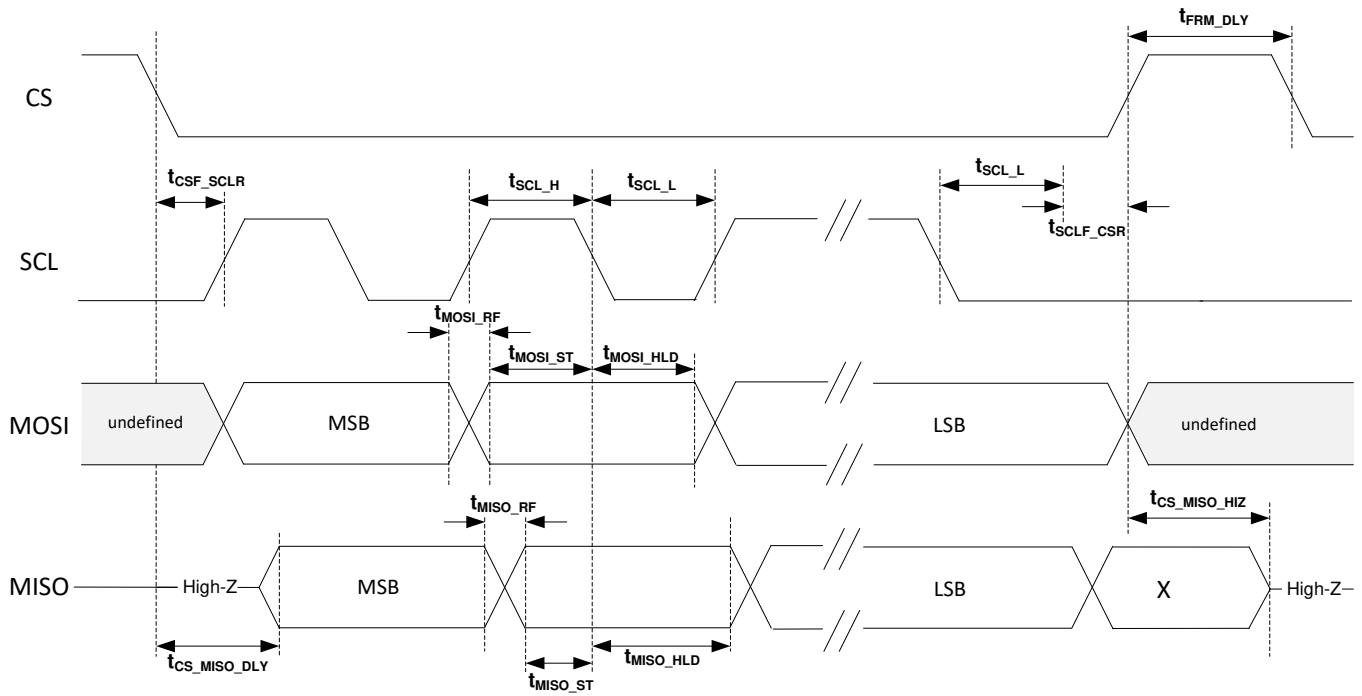 tFRM_DLY
CS
tCSF_SCLR
tSCL_H
tSCL_L
tSCL_L
tSCLF_CSR
SCL
tMOSI_RF
tMOSI_ST
tMOSI_HLD
MOSI
undefined
MSB
LSB
undefined
tMISO_RF
tCS_MISO_HIZ
MISO
High-Z
MSB
LSB
X
High-Z
tCS_MISO_DLY
tMISO_ST
tMISO_HLD